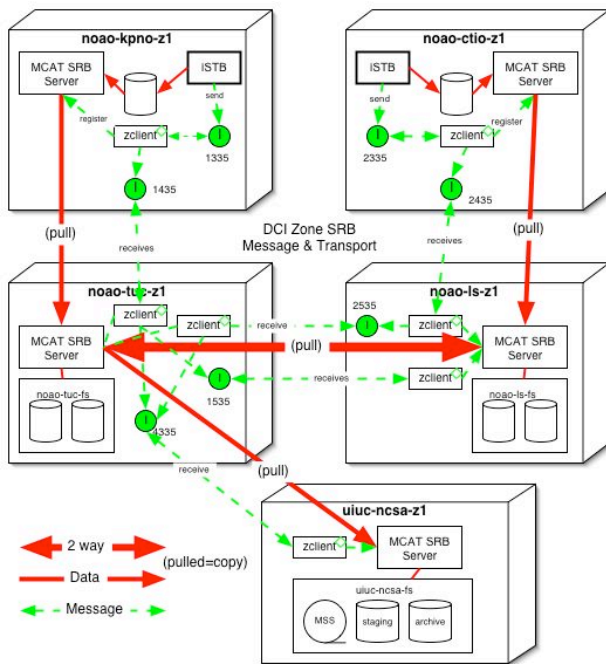 noao-kpno-z1
MCAT SRB
Server
iSTB
send
register
zclient
I
1335
I
1435
(pull)
receives
noao-ctio-z1
iSTB
MCAT SRB
Server
send
register
zclient
I
2335
I
2435
(pull)
receives
DCI Zone SRB
Message & Transport
noao-tuc-z1
zclient
zclient
MCAT SRB
Server
receive
(pull)
receives
noao-tuc-fs
I
1535
I
4335
noao-ls-z1
2535
I
zclient
MCAT SRB
Server
zclient
noao-ls-fs
receive
(pull)
uiuc-ncsa-z1
zclient
MCAT SRB
Server
uiuc-ncsa-fs
MSS
staging
archive
2 way
(pulled=copy)
Data
Message